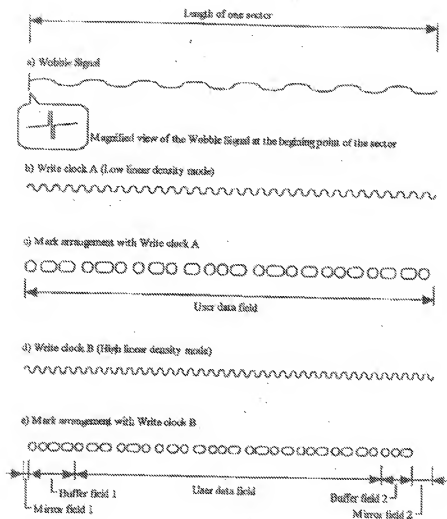 Length of one sector
a) Wobble Signal
Magnified view of the Wobble Signal at the begining point of the sector
b) Write clock A (Low linear density mode)
c) Mark arrangement with Write clock A
User data field
d) Write clock B (High linear density mode)
e) Mark arrangement with Write clock B
Buffer field 1
User data field
Buffer field 2
Mirror field 1
Mirror field 2